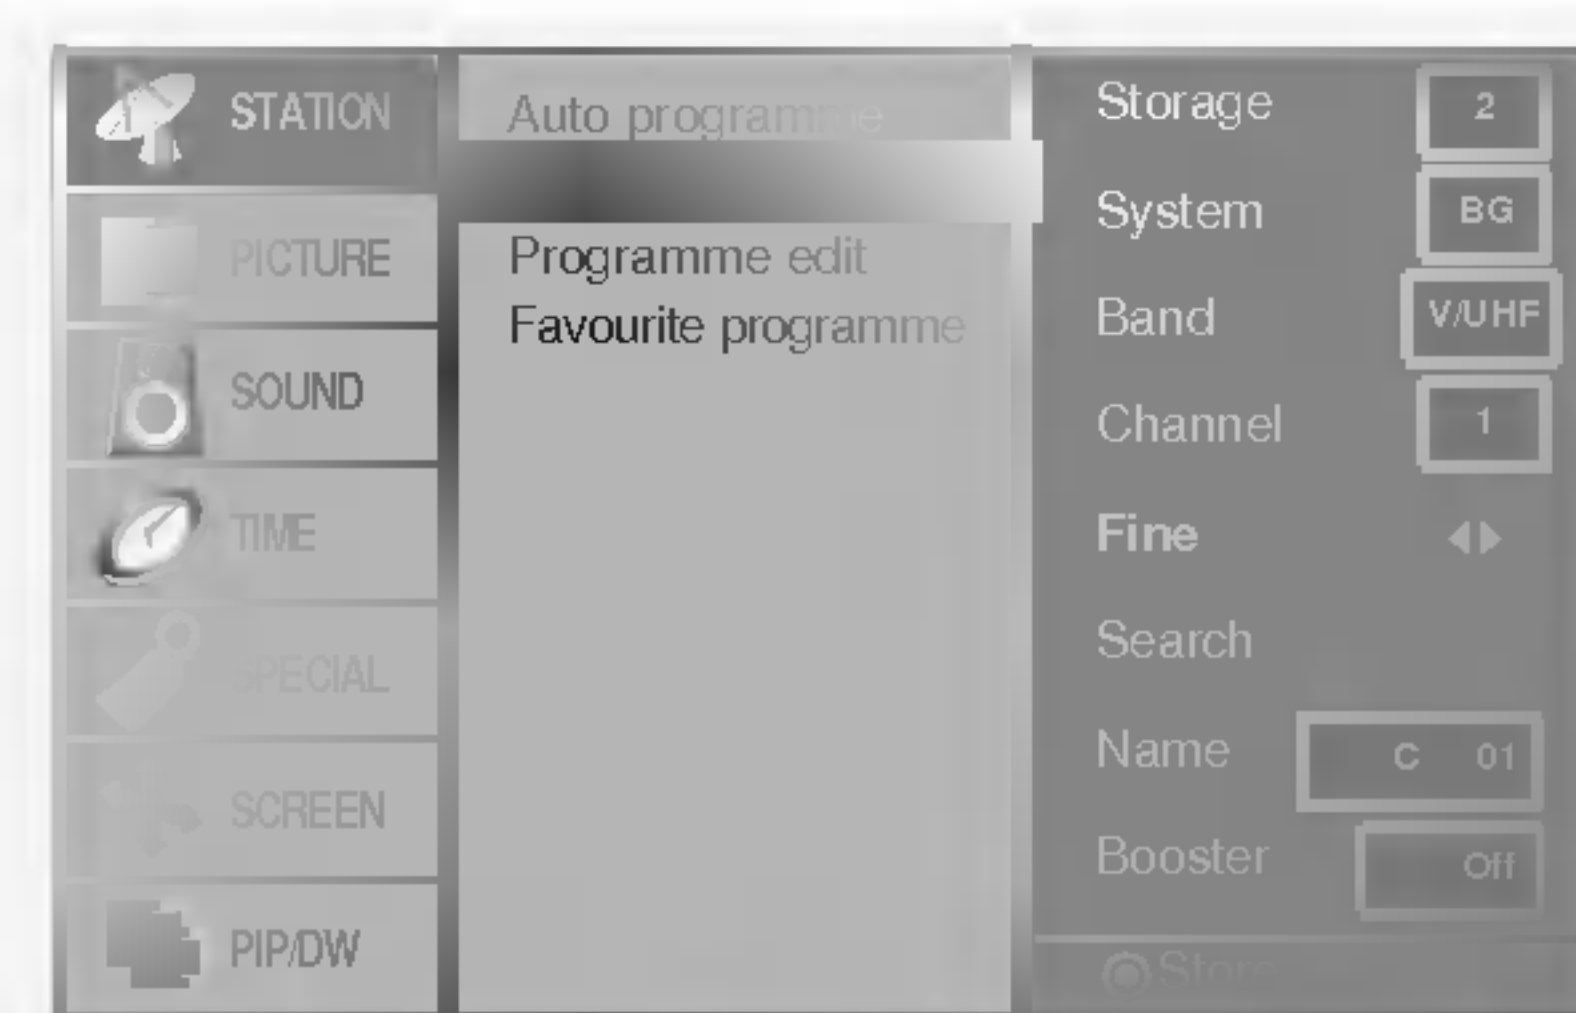 STATION
PICTURE
SOUND
TIME
SPECIAL
SCREEN
PIP/DW
Auto programme
Programme edit
Favourite programme
Storage 2
System BG
Band V/UHF
Channel 1
Fine ◀▶
Search
Name C 01
Booster Off
Store